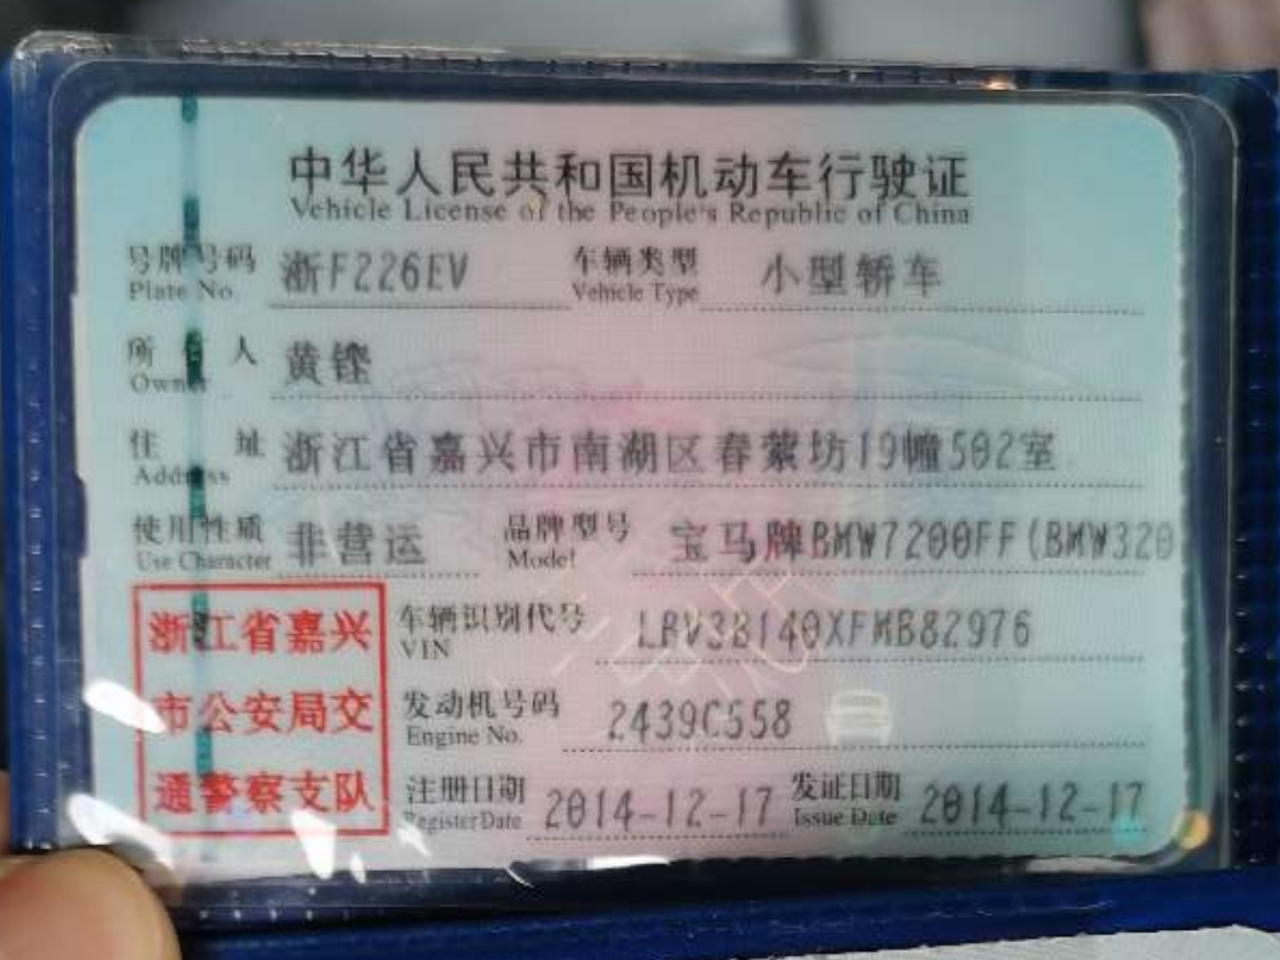 中华人民共和国机动车行驶证
Vehicle License of the People's Republic of China
号牌号码 浙F226EV 车辆类型 小型轿车
Plate No. Vehicle Type
所有人 黄铿
Owner
住址 浙江省嘉兴市南湖区春蘩坊19幢502室
Address
使用性质 非营运 品牌型号 宝马牌BMW7200FF(BMW320
Use Character Model
浙江省嘉兴
市公安局交
通警察支队
车辆识别代号 LBV3B140XFMB82976
VIN
发动机号码 2439C558
Engine No.
注册日期 2014-12-17 发证日期 2014-12-17
Register Date Issue Date